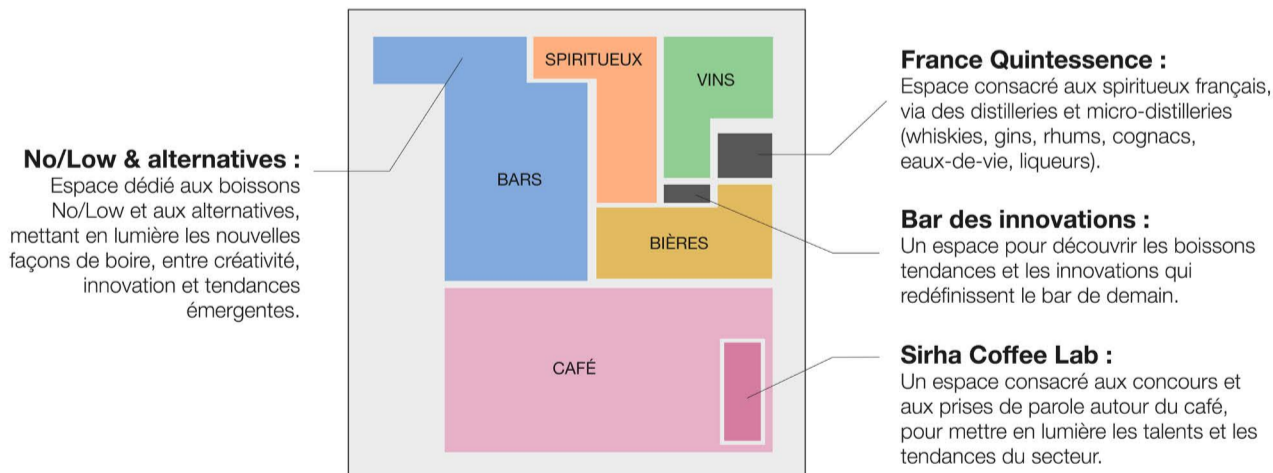 No/Low & alternatives :
Espace dédié aux boissons
No/Low et aux alternatives,
mettant en lumière les nouvelles
façons de boire, entre créativité,
innovation et tendances
émergentes.
SPIRITUEUX
VINS
BARS
BIÈRES
CAFÉ
France Quintessence :
Espace consacré aux spiritueux français,
via des distilleries et micro-distilleries
(whiskies, gins, rhums, cognacs,
eaux-de-vie, liqueurs).
Bar des innovations :
Un espace pour découvrir les boissons
tendances et les innovations qui
redéfinissent le bar de demain.
Sirha Coffee Lab :
Un espace consacré aux concours et
aux prises de parole autour du café,
pour mettre en lumière les talents et les
tendances du secteur.